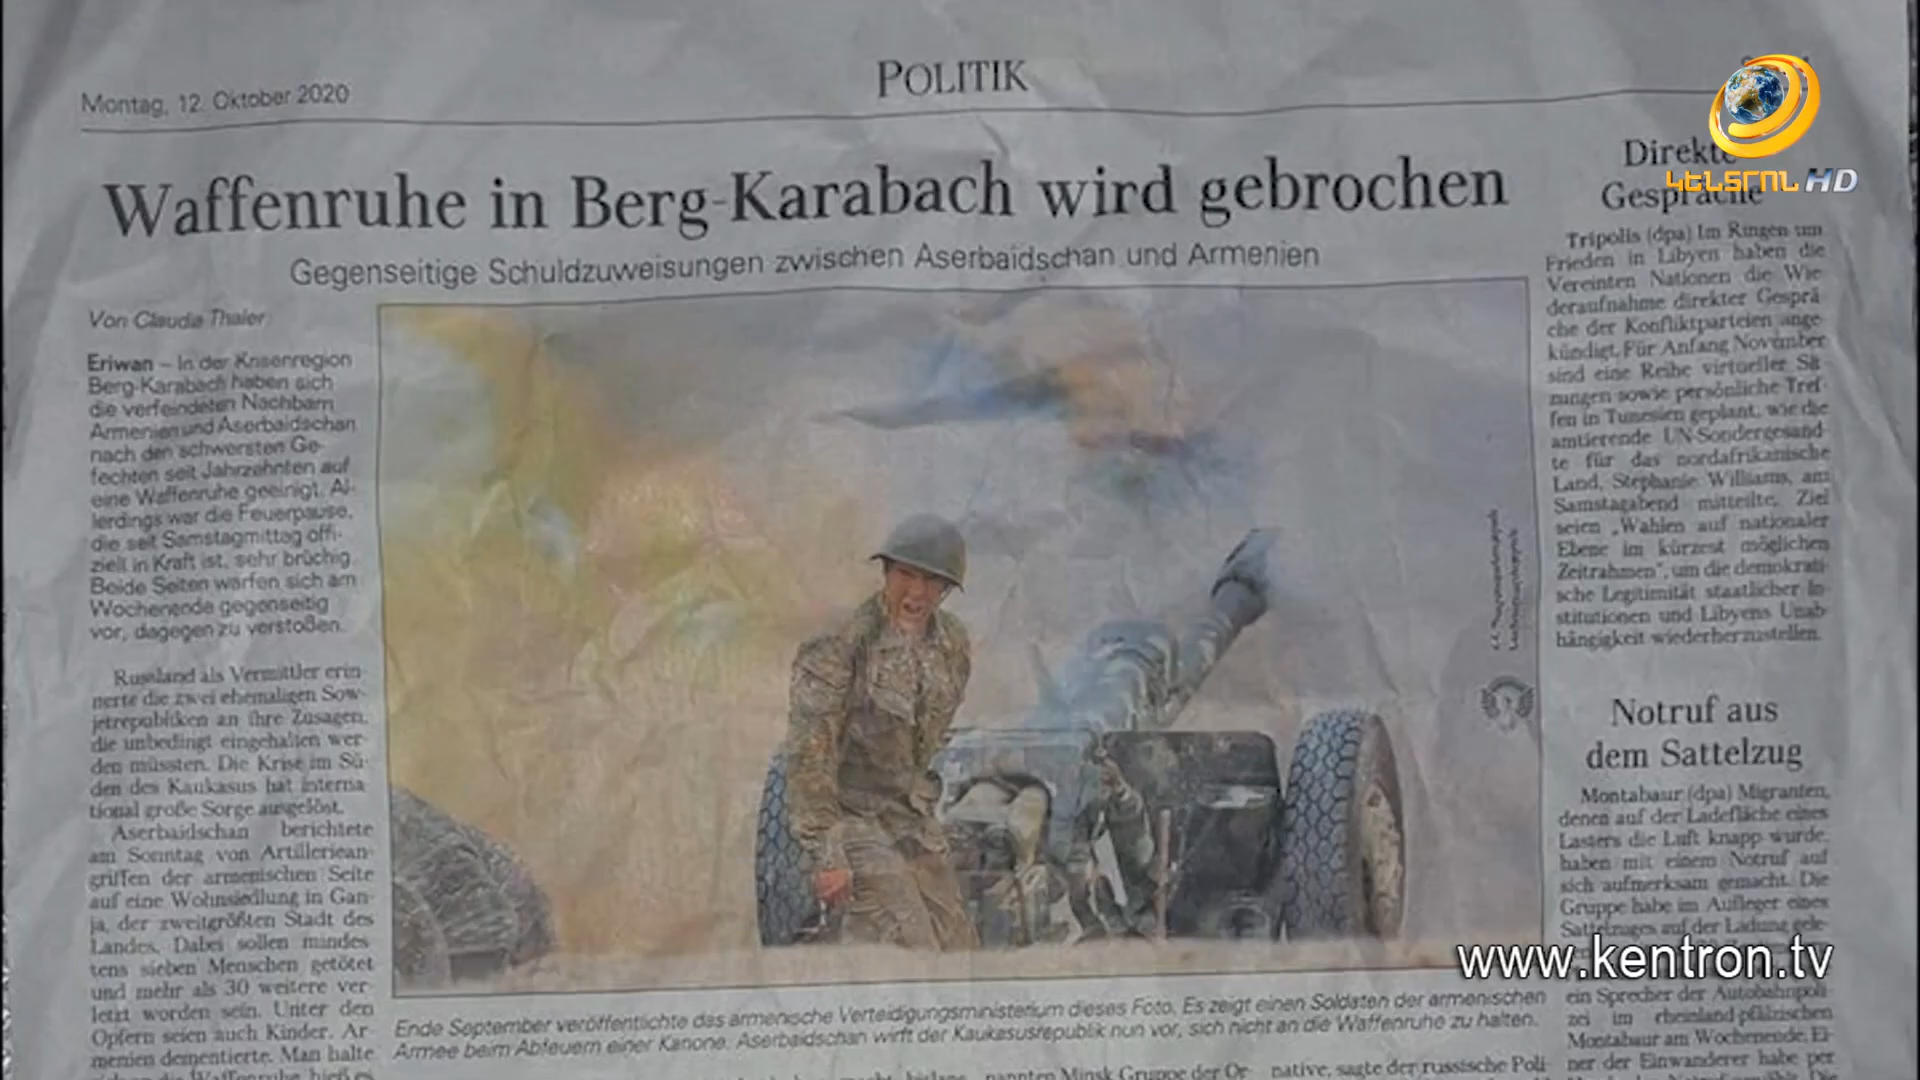 Montag, 12. Oktober 2020
POLITIK
ԿԵՆՏՐՈՆ HD
Waffenruhe in Berg-Karabach wird gebrochen
Gegenseitige Schuldzuweisungen zwischen Aserbaidschan und Armenien
Von Claudia Thaler
Eriwan – In der Krisenregion
Berg-Karabach haben sich
die verfeindeten Nachbarn
Armenien und Aserbaidschan
nach den schwersten Ge-
fechten seit Jahrzehnten auf
eine Waffenruhe geeinigt. Al-
lerdings war die Feuerpause,
die seit Samstagmittag offi-
ziell in Kraft ist, sehr brüchig.
Beide Seiten warfen sich am
Wochenende gegenseitig
vor, dagegen zu verstoßen.
Russland als Vermittler erin-
nerte die zwei ehemaligen Sow-
jetrepubliken an ihre Zusagen,
die unbedingt eingehalten wer-
den müssten. Die Krise im Sü-
den des Kaukasus hat interna-
tional große Sorge ausgelöst.
Aserbaidschan berichtete
am Sonntag von Artilleriean-
griffen der armenischen Seite
auf eine Wohnsiedlung in Gan-
ja, der zweitgrößten Stadt des
Landes. Dabei sollen mindes-
tens sieben Menschen getötet
und mehr als 30 weitere ver-
letzt worden sein. Unter den
Opfern seien auch Kinder. Ar-
menien dementierte. Man halte
sich an die Waffenruhe, hieß es
Ende September veröffentlichte das armenische Verteidigungsministerium dieses Foto. Es zeigt einen Soldaten der armenischen
Armee beim Abfeuern einer Kanone. Aserbaidschan wirft der Kaukasusrepublik nun vor, sich nicht an die Waffenruhe zu halten.
nannten Minsk Gruppe der Or-
native, sagte der russische Poli-
Direkte
Gespräche
Tripolis (dpa) Im Ringen um
Frieden in Libyen haben die
Vereinten Nationen die Wie-
deraufnahme direkter Gesprä-
che der Konfliktparteien ange-
kündigt. Für Anfang November
sind eine Reihe virtueller Sit-
zungen sowie persönliche Tref-
fen in Tunesien geplant, wie die
amtierende UN-Sondergesand-
te für das nordafrikanische
Land, Stephanie Williams, am
Samstagabend mitteilte. Ziel
seien „Wahlen auf nationaler
Ebene im kürzest möglichen
Zeitrahmen“, um die demokrati-
sche Legitimität staatlicher In-
stitutionen und Libyens Unab-
hängigkeit wiederherzustellen.
Notruf aus
dem Sattelzug
Montabaur (dpa) Migranten,
denen auf der Ladefläche eines
Lasters die Luft knapp wurde,
haben mit einem Notruf auf
sich aufmerksam gemacht. Die
Gruppe habe im Auflieger eines
Sattelzuges auf der Ladung gele-
www.kentron.tv
ein Sprecher der Autobahnpoli-
zei im rheinland-pfälzischen
Montabaur am Wochenende. Ei-
ner der Einwanderer habe per